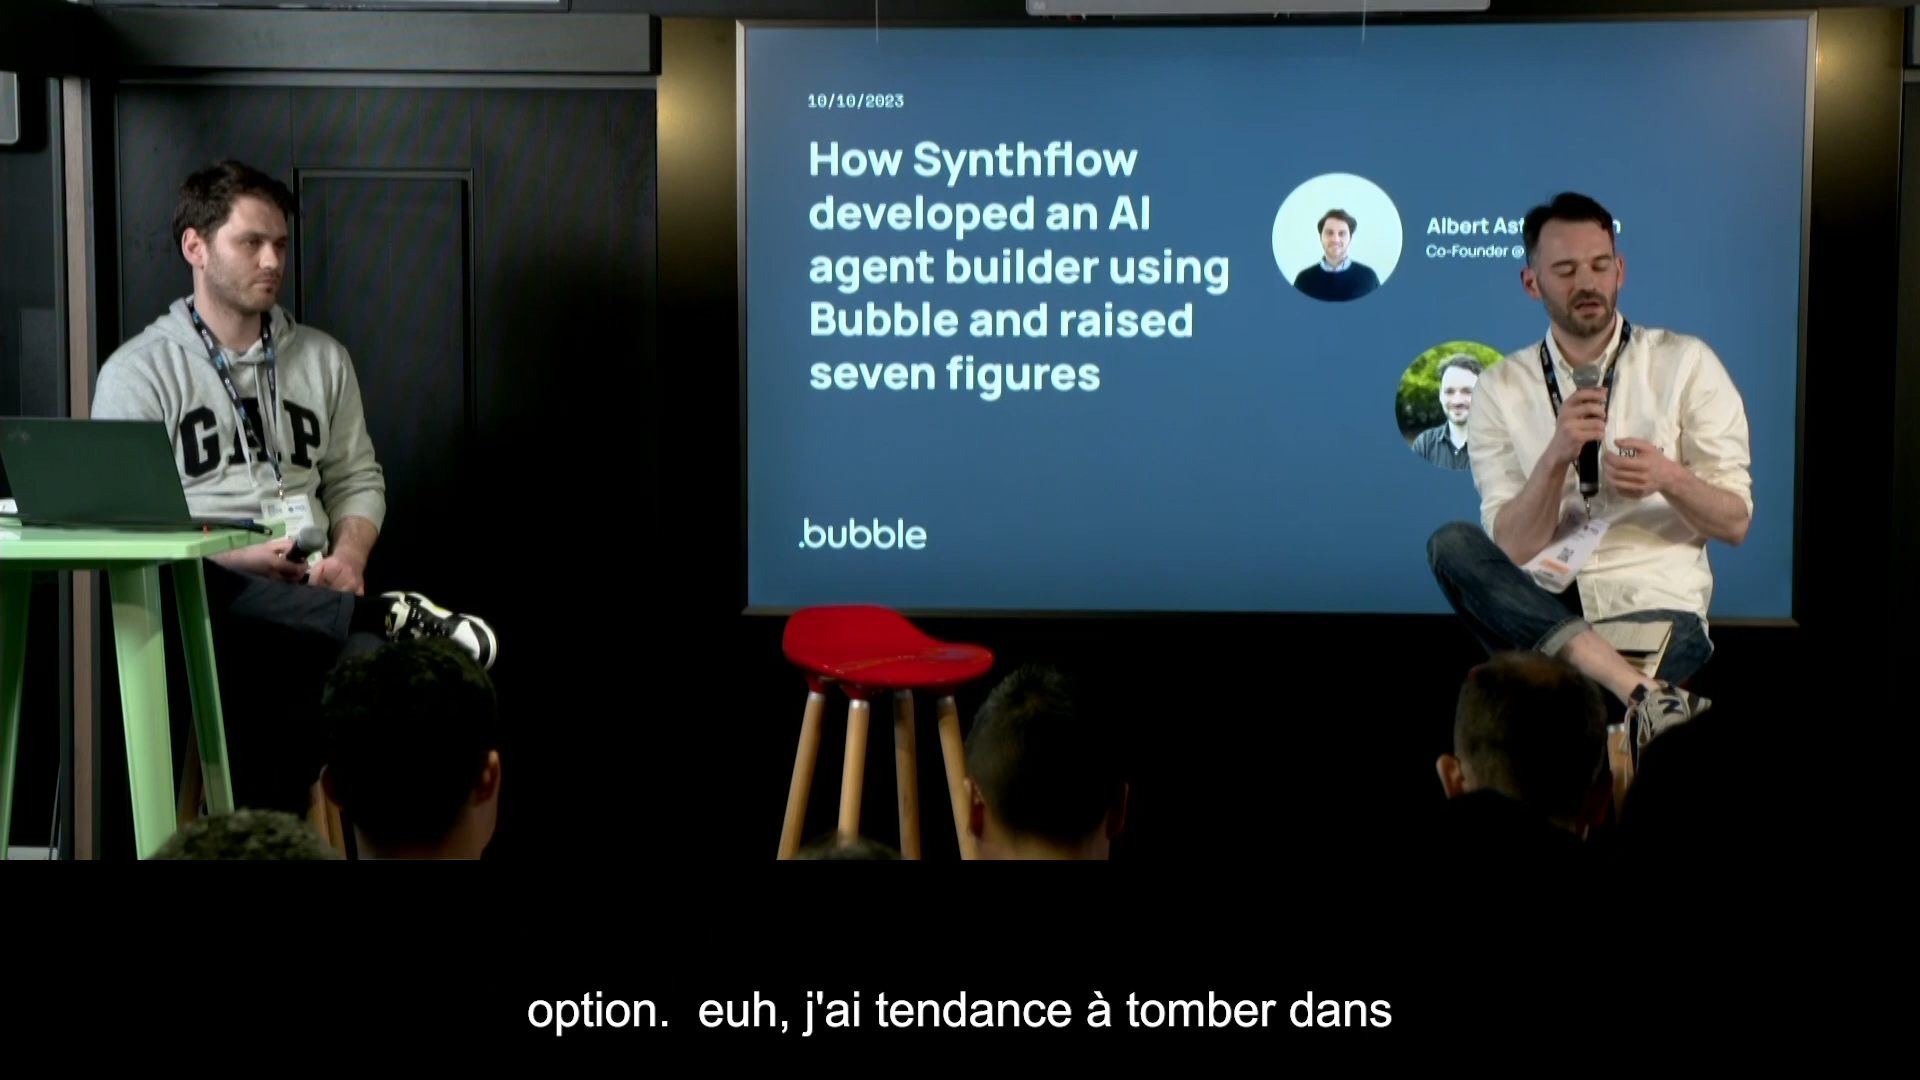 10/10/2023
How Synthflow
developed an AI
agent builder using
Bubble and raised
seven figures
Albert
Co-Founder @
.bubble
GAP
option. euh, j'ai tendance à tomber dans